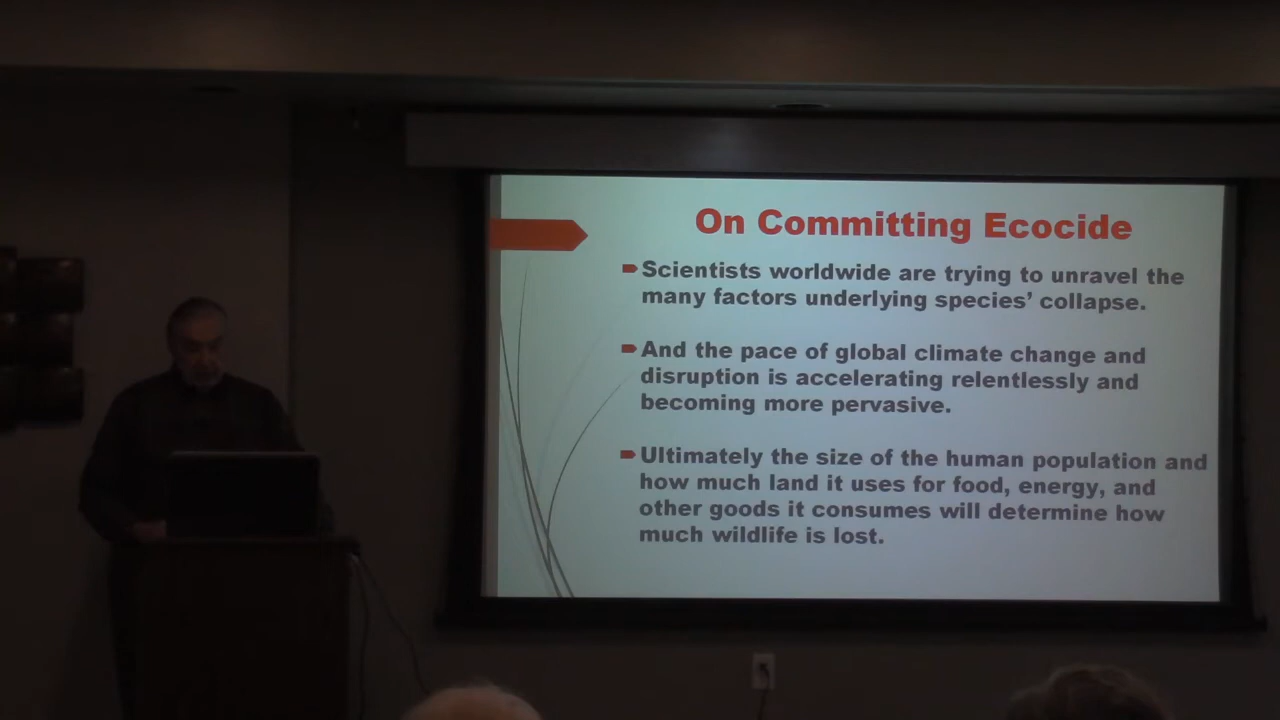 On Committing Ecocide
Scientists worldwide are trying to unravel the
many factors underlying species’ collapse.
And the pace of global climate change and
disruption is accelerating relentlessly and
becoming more pervasive.
Ultimately the size of the human population and
how much land it uses for food, energy, and
other goods it consumes will determine how
much wildlife is lost.